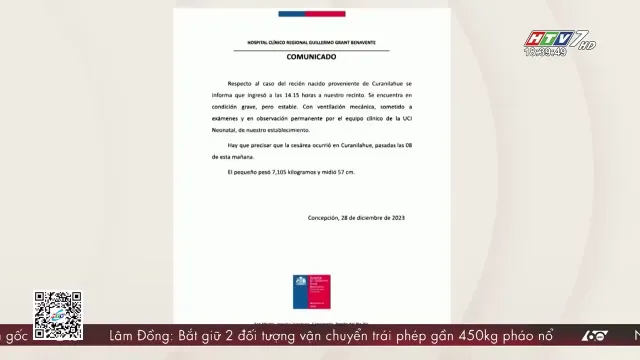 HTV7 HD
18:39:49
HOSPITAL CLÍNICO REGIONAL GUILLERMO GRANT BENAVENTE
COMUNICADO
Respecto al caso del recién nacido proveniente de Curanilahue se
informa que ingresó a las 14.15 horas a nuestro recinto. Se encuentra en
condición grave, pero estable. Con ventilación mecánica, sometido a
exámenes y en observación permanente por el equipo clínico de la UCI
Neonatal, de nuestro establecimiento.
Hay que precisar que la cesárea ocurrió en Curanilahue, pasadas las 08
de esta mañana.
El pequeño pesó 7,105 kilogramos y midió 57 cm.
Concepción, 28 de diciembre de 2023
gốc
Lâm Đồng: Bắt giữ 2 đối tượng vận chuyển trái phép gần 450kg pháo nổ
60
N